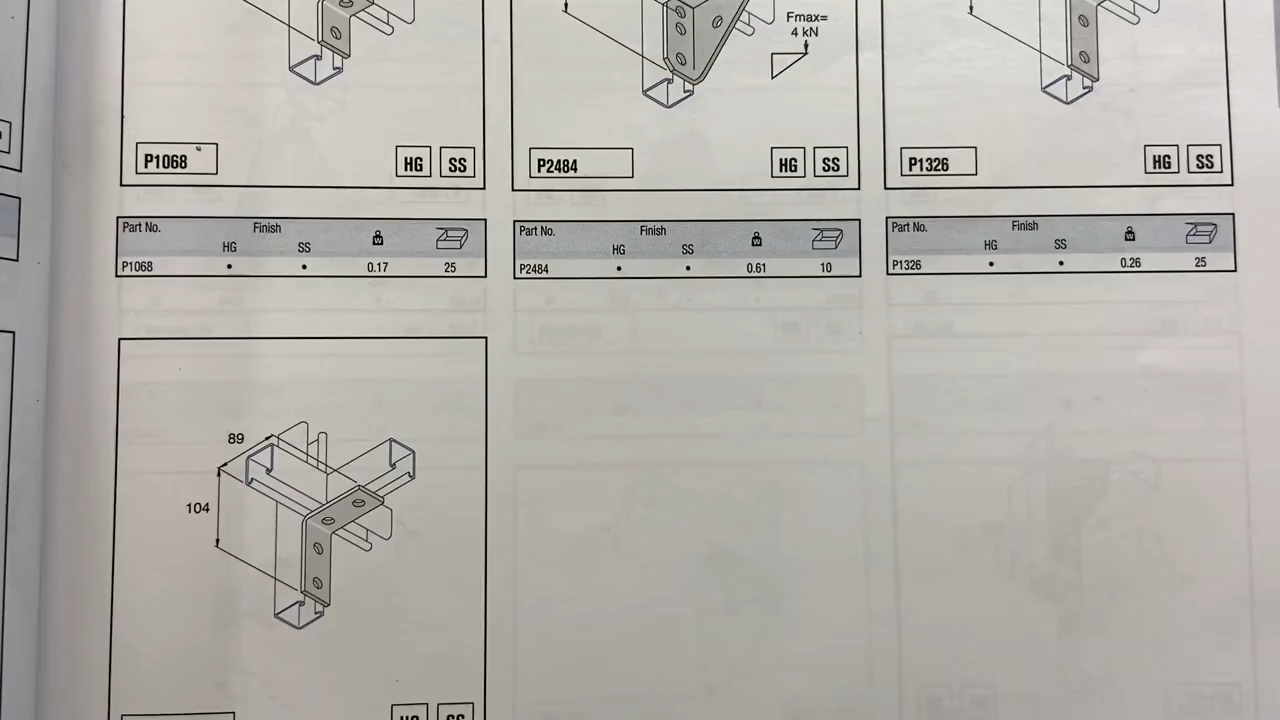 Fmax=
4 kN
P1068 HG SS
P2484 HG SS
P1326 HG SS
Part No. Finish
HG SS W
P1068 • • 0.17 25
Part No. Finish
HG SS W
P2484 • • 0.61 10
Part No. Finish
HG SS W
P1326 • • 0.26 25
89
104
HG SS